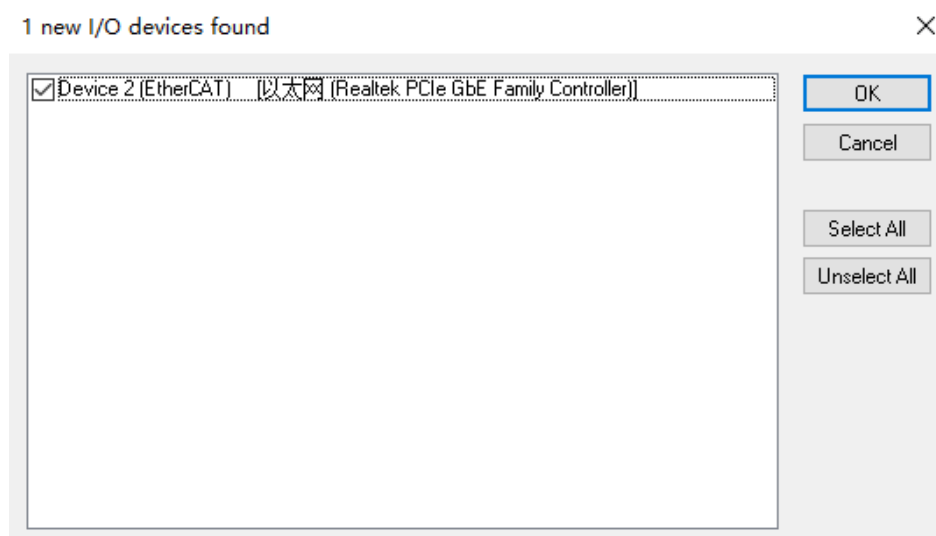 1 new I/O devices found
Device 2 (EtherCAT) [以太网 (Realtek PCIe GbE Family Controller)]
OK
Cancel
Select All
Unselect All